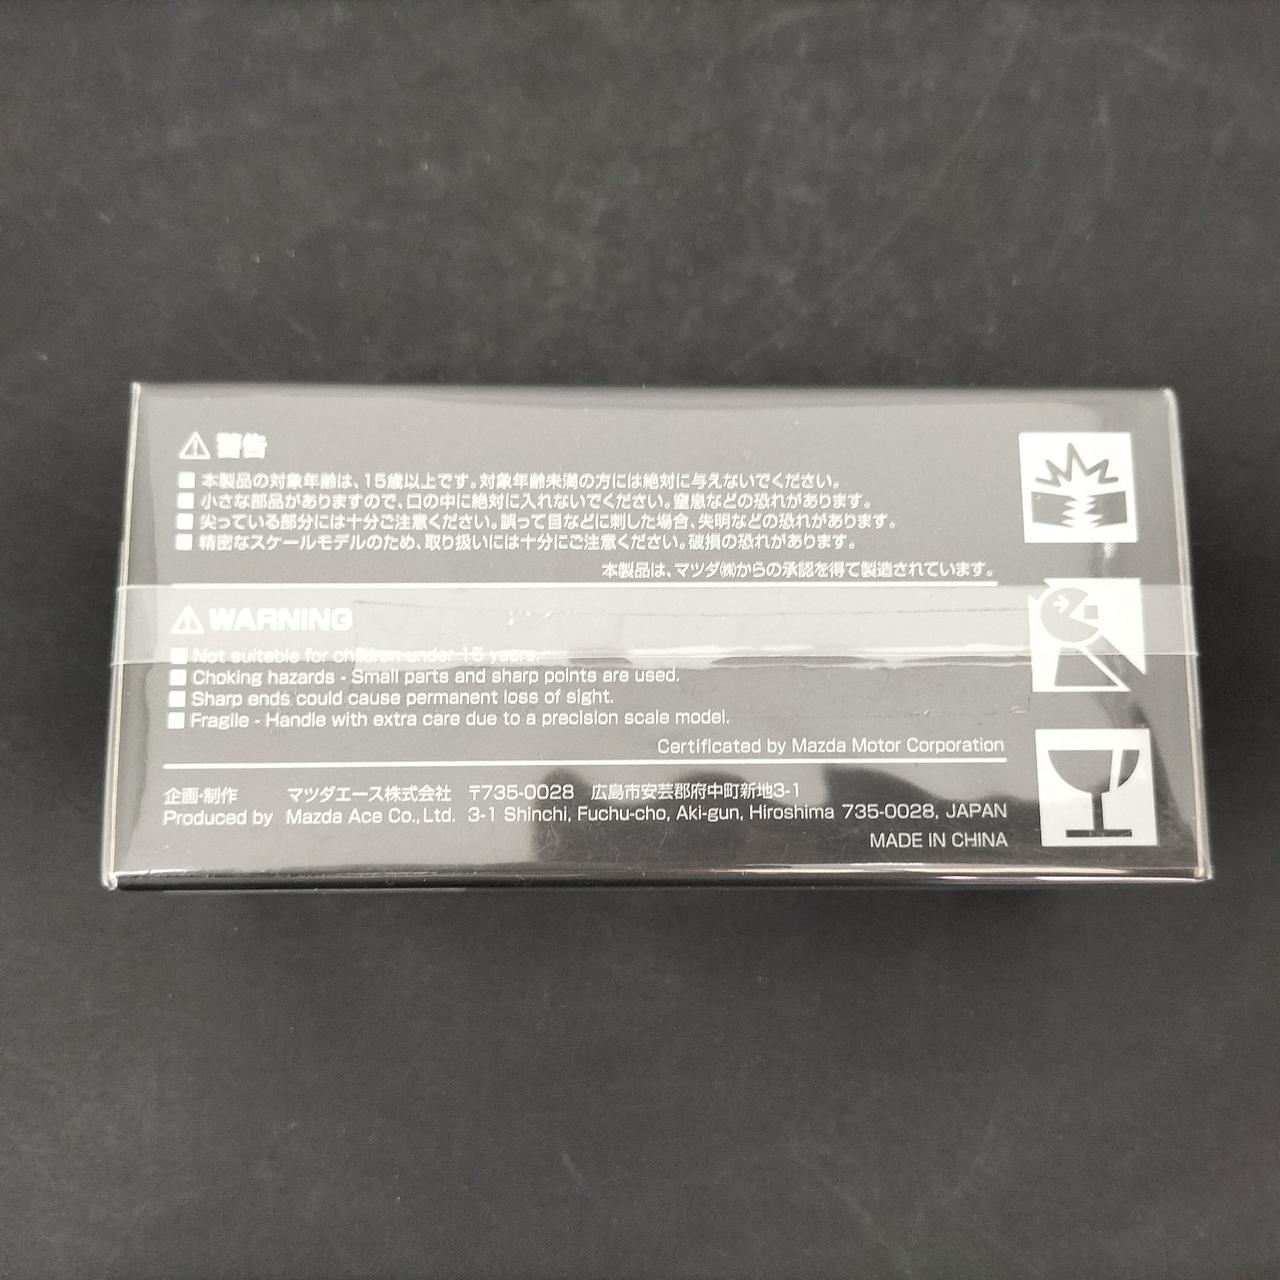 ⚠警告
■本製品の対象年齢は、15歳以上です。対象年齢未満の方には絶対に与えないでください。
■小さな部品がありますので、口の中に絶対に入れないでください。窒息などの恐れがあります。
■尖っている部分には十分ご注意ください。誤って目などに刺した場合、失明などの恐れがあります。
■精密なスケールモデルのため、取り扱いには十分にご注意ください。破損の恐れがあります。
本製品は、マツダ㈱からの承認を得て製造されています。
⚠WARNING
■Not suitable for children under 15 years.
■Choking hazards - Small parts and sharp points are used.
■Sharp ends could cause permanent loss of sight.
■Fragile - Handle with extra care due to a precision scale model.
Certificated by Mazda Motor Corporation
企画・制作 マツダエース株式会社 〒735-0028 広島市安芸郡府中町新地3-1
Produced by Mazda Ace Co., Ltd. 3-1 Shinchi, Fuchu-cho, Aki-gun, Hiroshima 735-0028, JAPAN
MADE IN CHINA